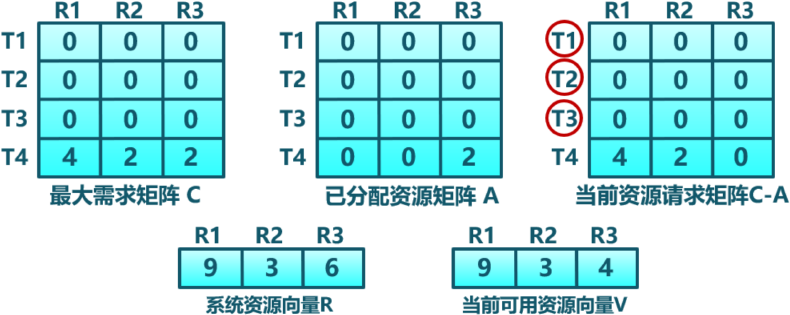 R1 R2 R3 R1 R2 R3 R1 R2 R3
T1 0 0 0 T1 0 0 0 T1 0 0 0
T2 0 0 0 T2 0 0 0 T2 0 0 0
T3 0 0 0 T3 0 0 0 T3 0 0 0
T4 4 2 2 T4 0 0 2 T4 4 2 0
最大需求矩阵 C 已分配资源矩阵 A 当前资源请求矩阵C-A
R1 R2 R3 R1 R2 R3
9 3 6 9 3 4
系统资源向量R 当前可用资源向量V